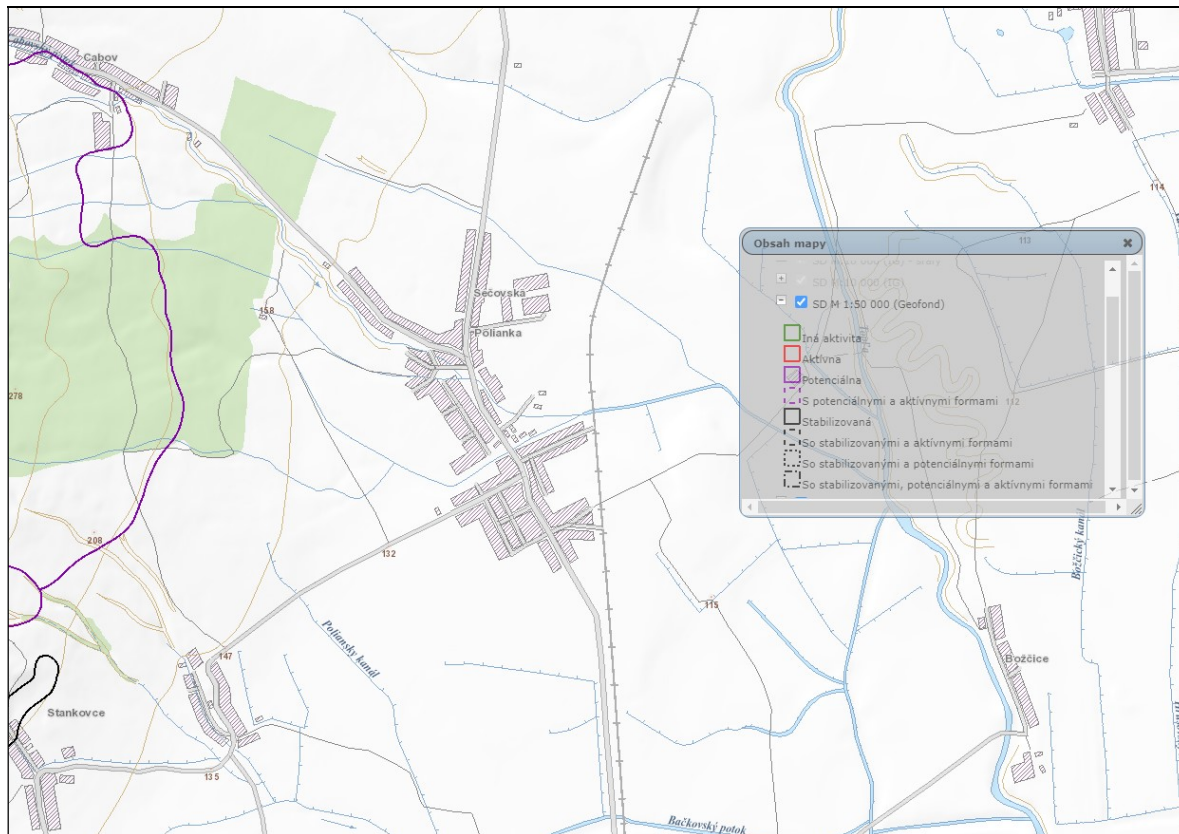 Cabov
114
Obsah mapy
113
SD M 1:50 000 (Geofond)
Sečovská
158
Polianka
Iná aktivita
Aktívna
Potenciálna
278
S potenciálnymi a aktívnymi formami
112
Stabilizovaná
So stabilizovanými a aktívnymi formami
So stabilizovanými a potenciálnymi formami
So stabilizovanými, potenciálnymi a aktívnymi formami
208
132
Božčický kanál
115
Poliansky kanál
147
Božčice
Stankovce
135
Bačkovský potok